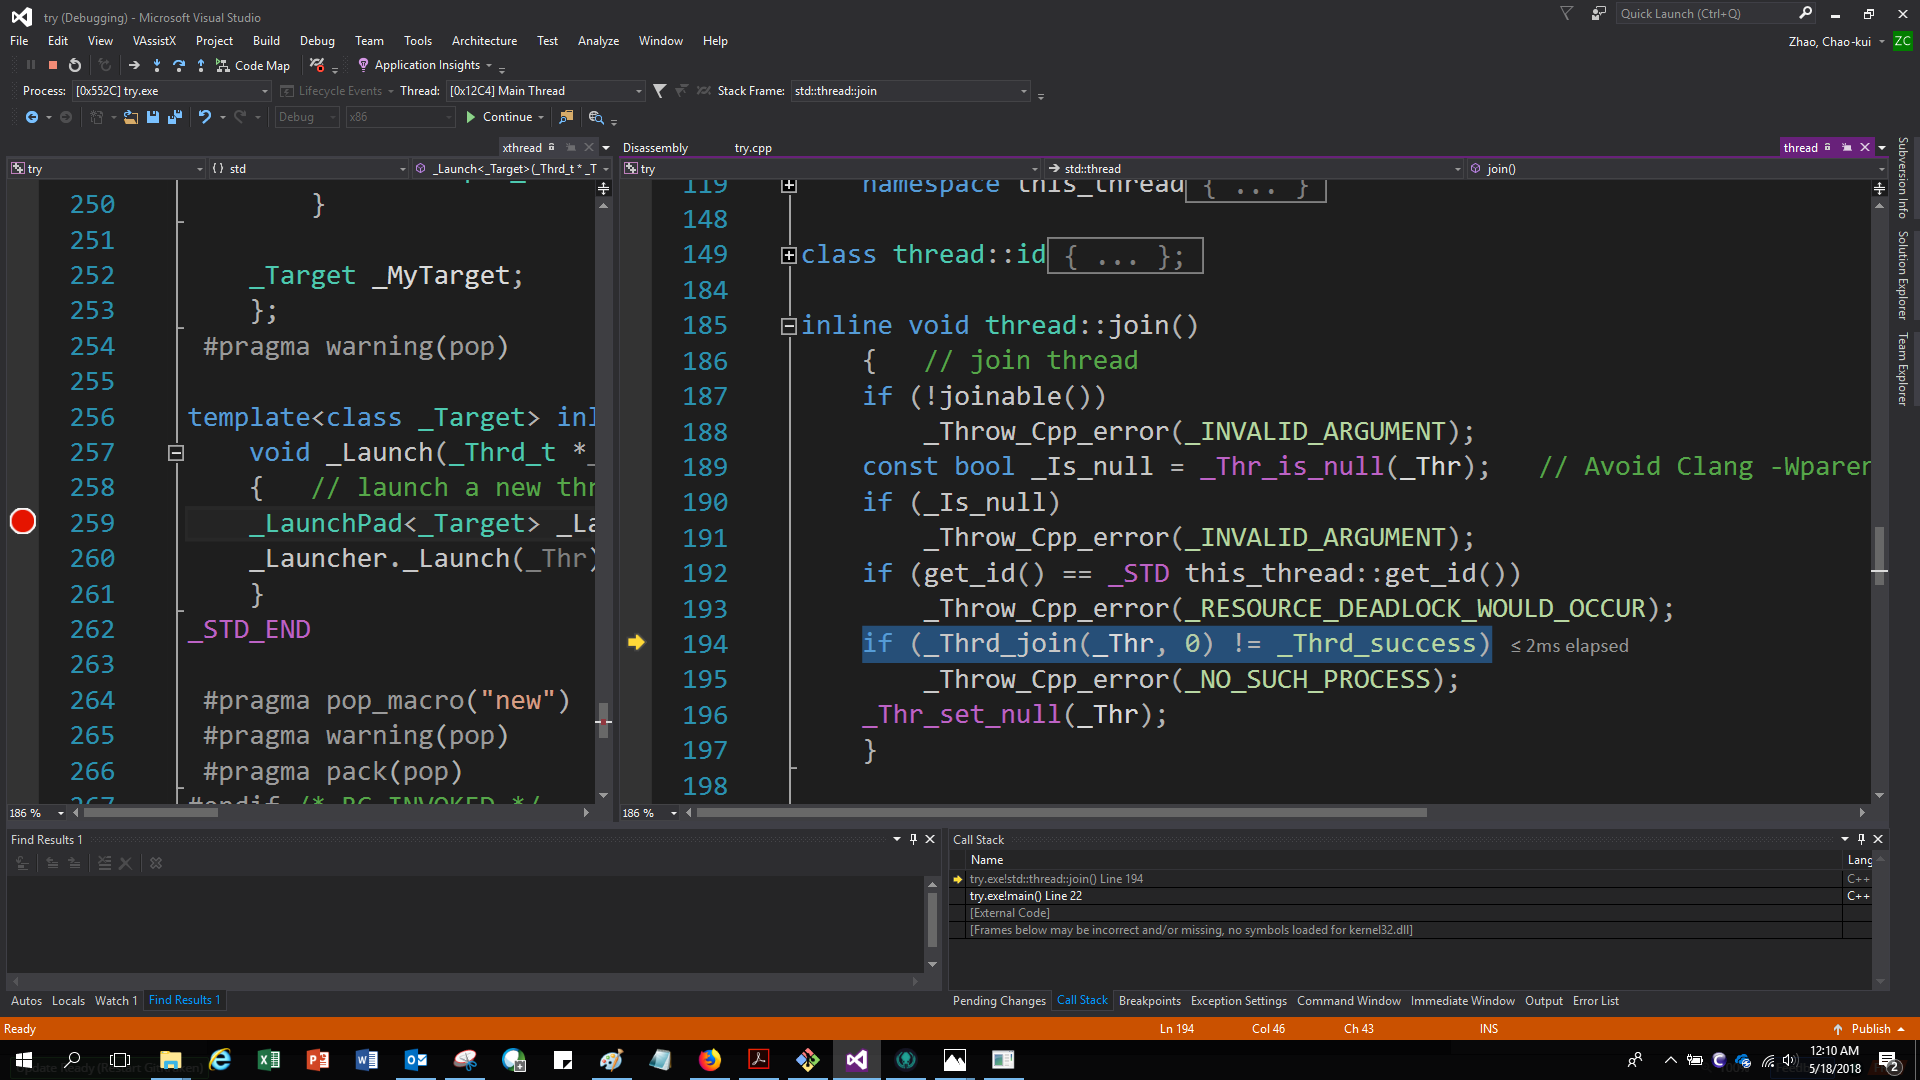 try (Debugging) - Microsoft Visual Studio
Quick Launch (Ctrl+Q)
File Edit View VAssistX Project Build Debug Team Tools Architecture Test Analyze Window Help
Zhao, Chao-kui ZC
Code Map Application Insights
Process: [0x552C] try.exe Lifecycle Events Thread: [0x12C4] Main Thread Stack Frame: std::thread::join
Debug x86 Continue
xthread
Disassembly try.cpp
thread
try { } std _Launch<_Target>(_Thrd_t * _T
try std::thread join()
250 }
251
252 _Target _MyTarget;
253 };
254 #pragma warning(pop)
255
256 template<class _Target> inl
257 void _Launch(_Thrd_t *_
258 { // launch a new thr
259 _LaunchPad<_Target> _La
260 _Launcher._Launch(_Thr)
261 }
262 _STD_END
263
264 #pragma pop_macro("new")
265 #pragma warning(pop)
266 #pragma pack(pop)
267 #endif /* RC_INVOKED */
119 namespace this_thread { ... }
148
149 class thread::id { ... };
184
185 inline void thread::join()
186 { // join thread
187 if (!joinable())
188 _Throw_Cpp_error(_INVALID_ARGUMENT);
189 const bool _Is_null = _Thr_is_null(_Thr); // Avoid Clang -Wparen
190 if (_Is_null)
191 _Throw_Cpp_error(_INVALID_ARGUMENT);
192 if (get_id() == _STD this_thread::get_id())
193 _Throw_Cpp_error(_RESOURCE_DEADLOCK_WOULD_OCCUR);
194 if (_Thrd_join(_Thr, 0) != _Thrd_success) ≤ 2ms elapsed
195 _Throw_Cpp_error(_NO_SUCH_PROCESS);
196 _Thr_set_null(_Thr);
197 }
198
186 %
186 %
Subversion Info
Solution Explorer
Team Explorer
Find Results 1
Call Stack
Name Lang
try.exe!std::thread::join() Line 194 C++
try.exe!main() Line 22 C++
[External Code]
[Frames below may be incorrect and/or missing, no symbols loaded for kernel32.dll]
Autos Locals Watch 1 Find Results 1
Pending Changes Call Stack Breakpoints Exception Settings Command Window Immediate Window Output Error List
Ready Ln 194 Col 46 Ch 43 INS Publish
12:10 AM
5/18/2018
2